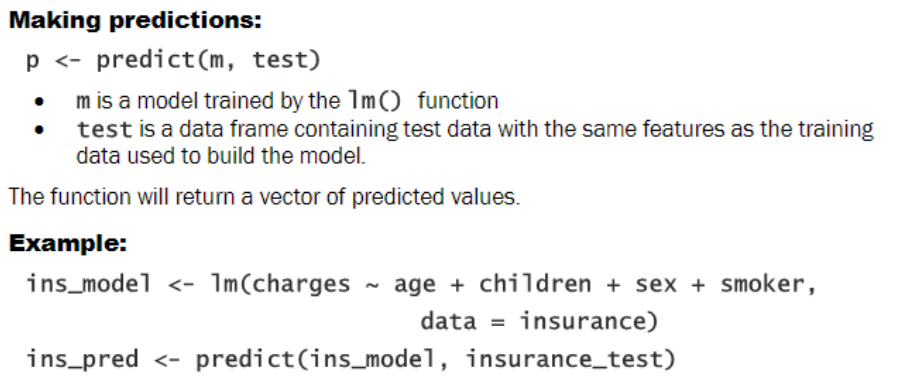 Making predictions:
p <- predict(m, test)
• m is a model trained by the lm() function
• test is a data frame containing test data with the same features as the training
data used to build the model.
The function will return a vector of predicted values.
Example:
ins_model <- lm(charges ~ age + children + sex + smoker,
data = insurance)
ins_pred <- predict(ins_model, insurance_test)